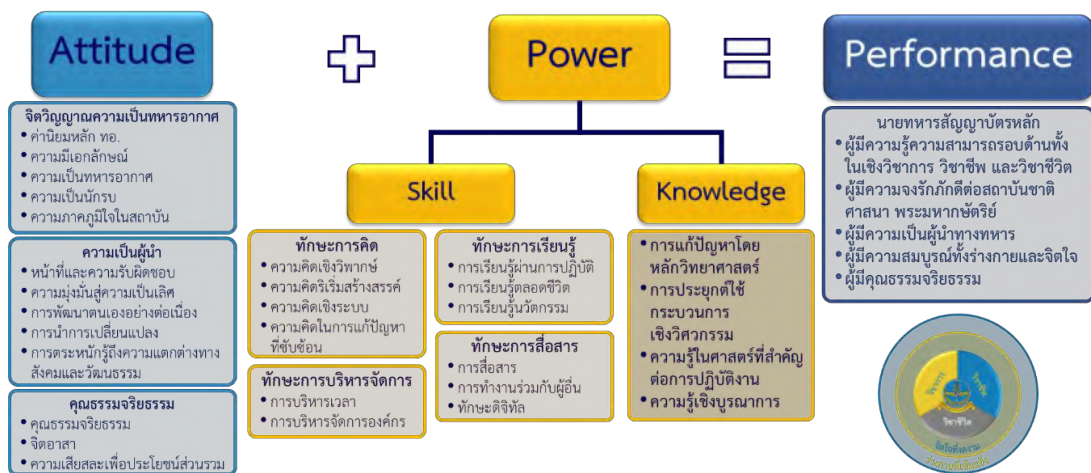 Attitude
Power
Performance
จิตวิญญาณความเป็นทหารอากาศ
• ค่านิยมหลัก ทอ.
• ความมีเอกลักษณ์
• ความเป็นทหารอากาศ
• ความเป็นนักรบ
• ความภาคภูมิใจในสถาบัน
ความเป็นผู้นำ
• หน้าที่และความรับผิดชอบ
• ความมุ่งมั่นสู่ความเป็นเลิศ
• การพัฒนาตนเองอย่างต่อเนื่อง
• การนำการเปลี่ยนแปลง
• การตระหนักรู้ถึงความแตกต่างทาง
สังคมและวัฒนธรรม
คุณธรรมจริยธรรม
• คุณธรรมจริยธรรม
• จิตอาสา
• ความเสียสละเพื่อประโยชน์ส่วนรวม
Skill
ทักษะการคิด
• ความคิดเชิงวิพากษ์
• ความคิดริเริ่มสร้างสรรค์
• ความคิดเชิงระบบ
• ความคิดในการแก้ปัญหา
ที่ซับซ้อน
ทักษะการบริหารจัดการ
• การบริหารเวลา
• การบริหารจัดการองค์กร
ทักษะการเรียนรู้
• การเรียนรู้ผ่านการปฏิบัติ
• การเรียนรู้ตลอดชีวิต
• การเรียนรู้นวัตกรรม
ทักษะการสื่อสาร
• การสื่อสาร
• การทำงานร่วมกับผู้อื่น
• ทักษะดิจิทัล
Knowledge
• การแก้ปัญหาโดย
หลักวิทยาศาสตร์
• การประยุกต์ใช้
กระบวนการ
เชิงวิศวกรรม
• ความรู้ในศาสตร์ที่สำคัญ
ต่อการปฏิบัติงาน
• ความรู้เชิงบูรณาการ
นายทหารสัญญาบัตรหลัก
• ผู้มีความรู้ความสามารถรอบด้านทั้ง
ในเชิงวิชาการ วิชาชีพ และวิชาชีวิต
• ผู้มีความจงรักภักดีต่อสถาบันชาติ
ศาสนา พระมหากษัตริย์
• ผู้มีความเป็นผู้นำทางทหาร
• ผู้มีความสมบูรณ์ทั้งร่างกายและจิตใจ
• ผู้มีคุณธรรมจริยธรรม
วิชาการ
วิชาชีพ
วิชาชีวิต
จิตใจที่งดงาม
ร่างกายที่แข็งแรง